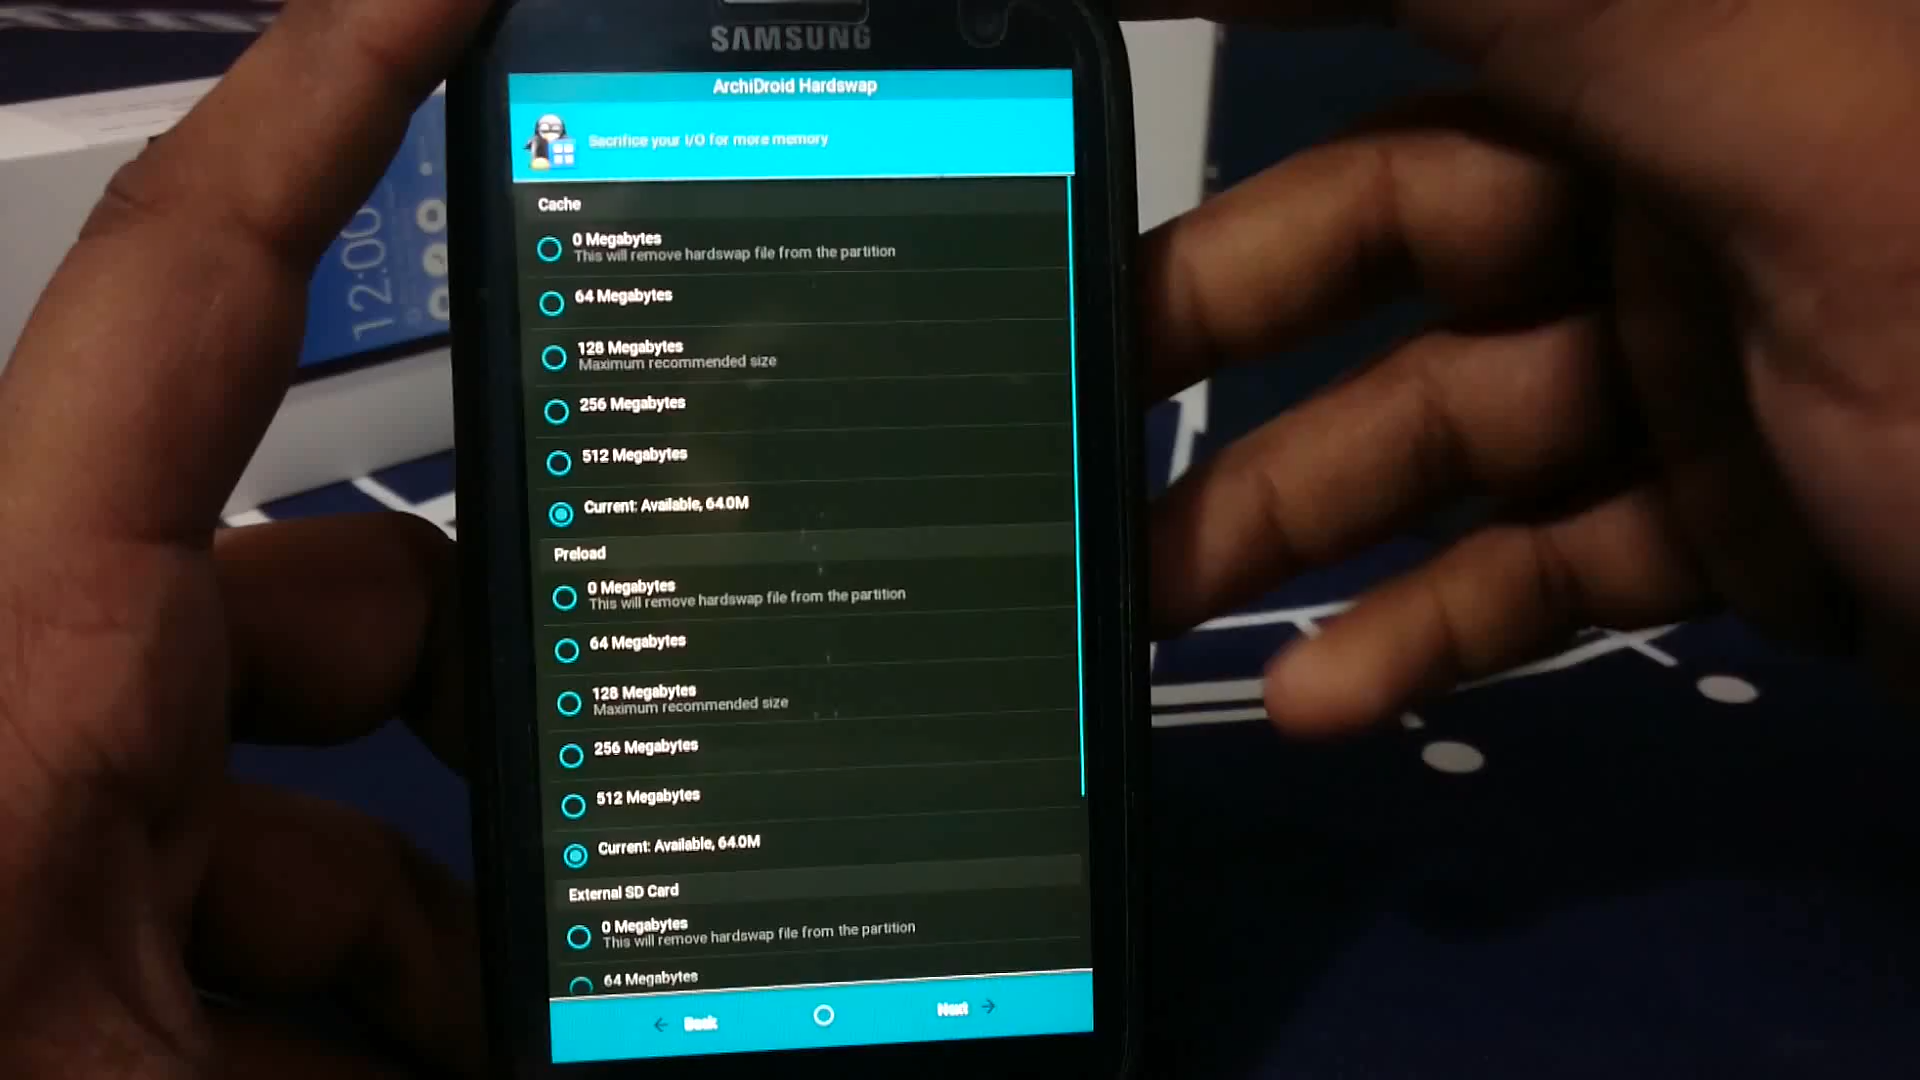 SAMSUNG
ArchiDroid Hardswap
Sacrifice your I/O for more memory
Cache
0 Megabytes
This will remove hardswap file from the partition
64 Megabytes
128 Megabytes
Maximum recommended size
256 Megabytes
512 Megabytes
Current: Available, 64.0M
Preload
0 Megabytes
This will remove hardswap file from the partition
64 Megabytes
128 Megabytes
Maximum recommended size
256 Megabytes
512 Megabytes
Current: Available, 64.0M
External SD Card
0 Megabytes
This will remove hardswap file from the partition
64 Megabytes
Back
Next
12:00